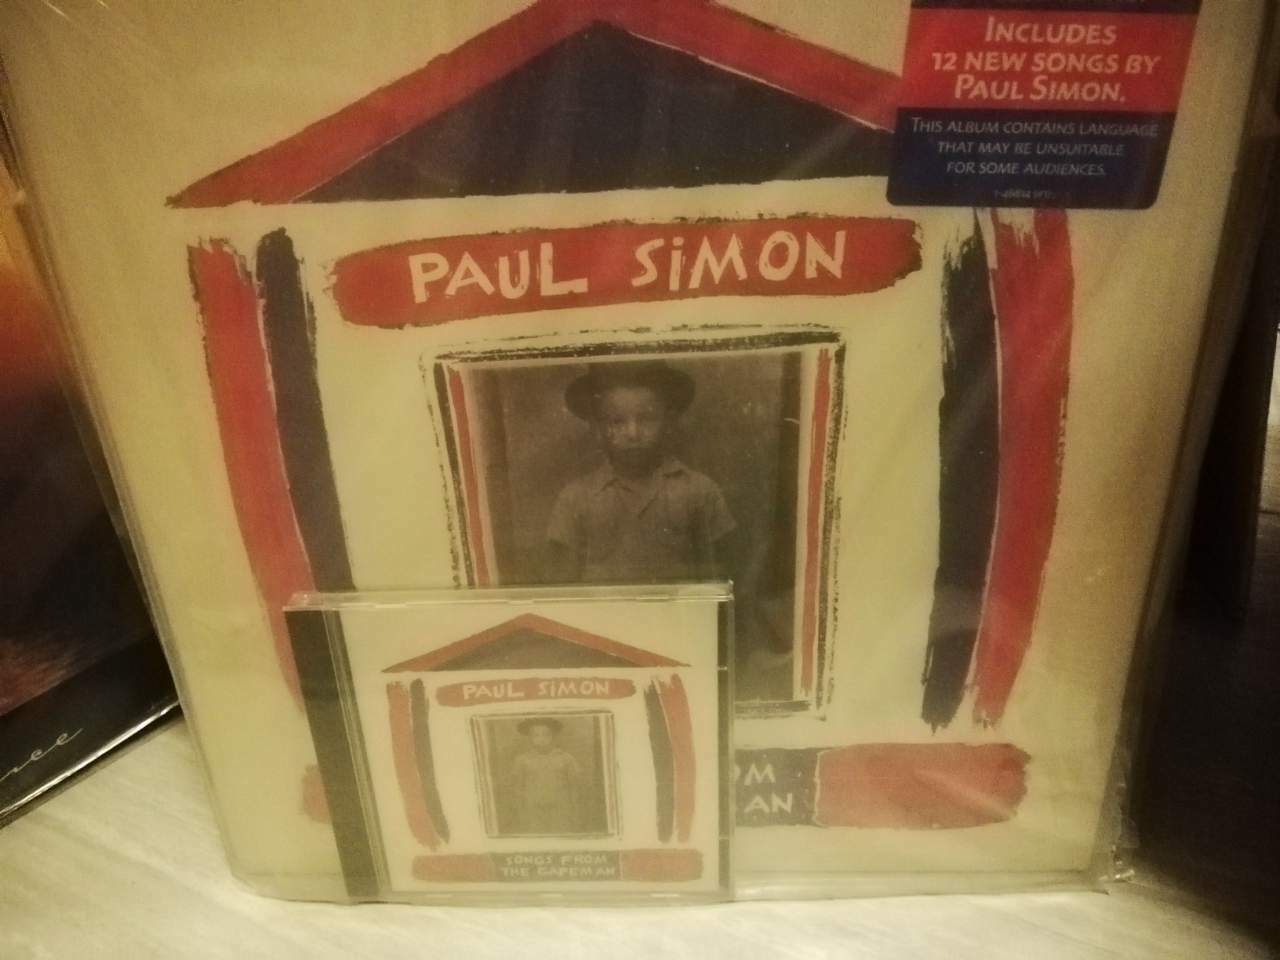 INCLUDES
12 NEW SONGS BY
PAUL SIMON.
THIS ALBUM CONTAINS LANGUAGE
THAT MAY BE UNSUITABLE
FOR SOME AUDIENCES.
PAUL SiMON
OM
AN
PAUL SIMON
SONGS FROM
THE CAPEMAN